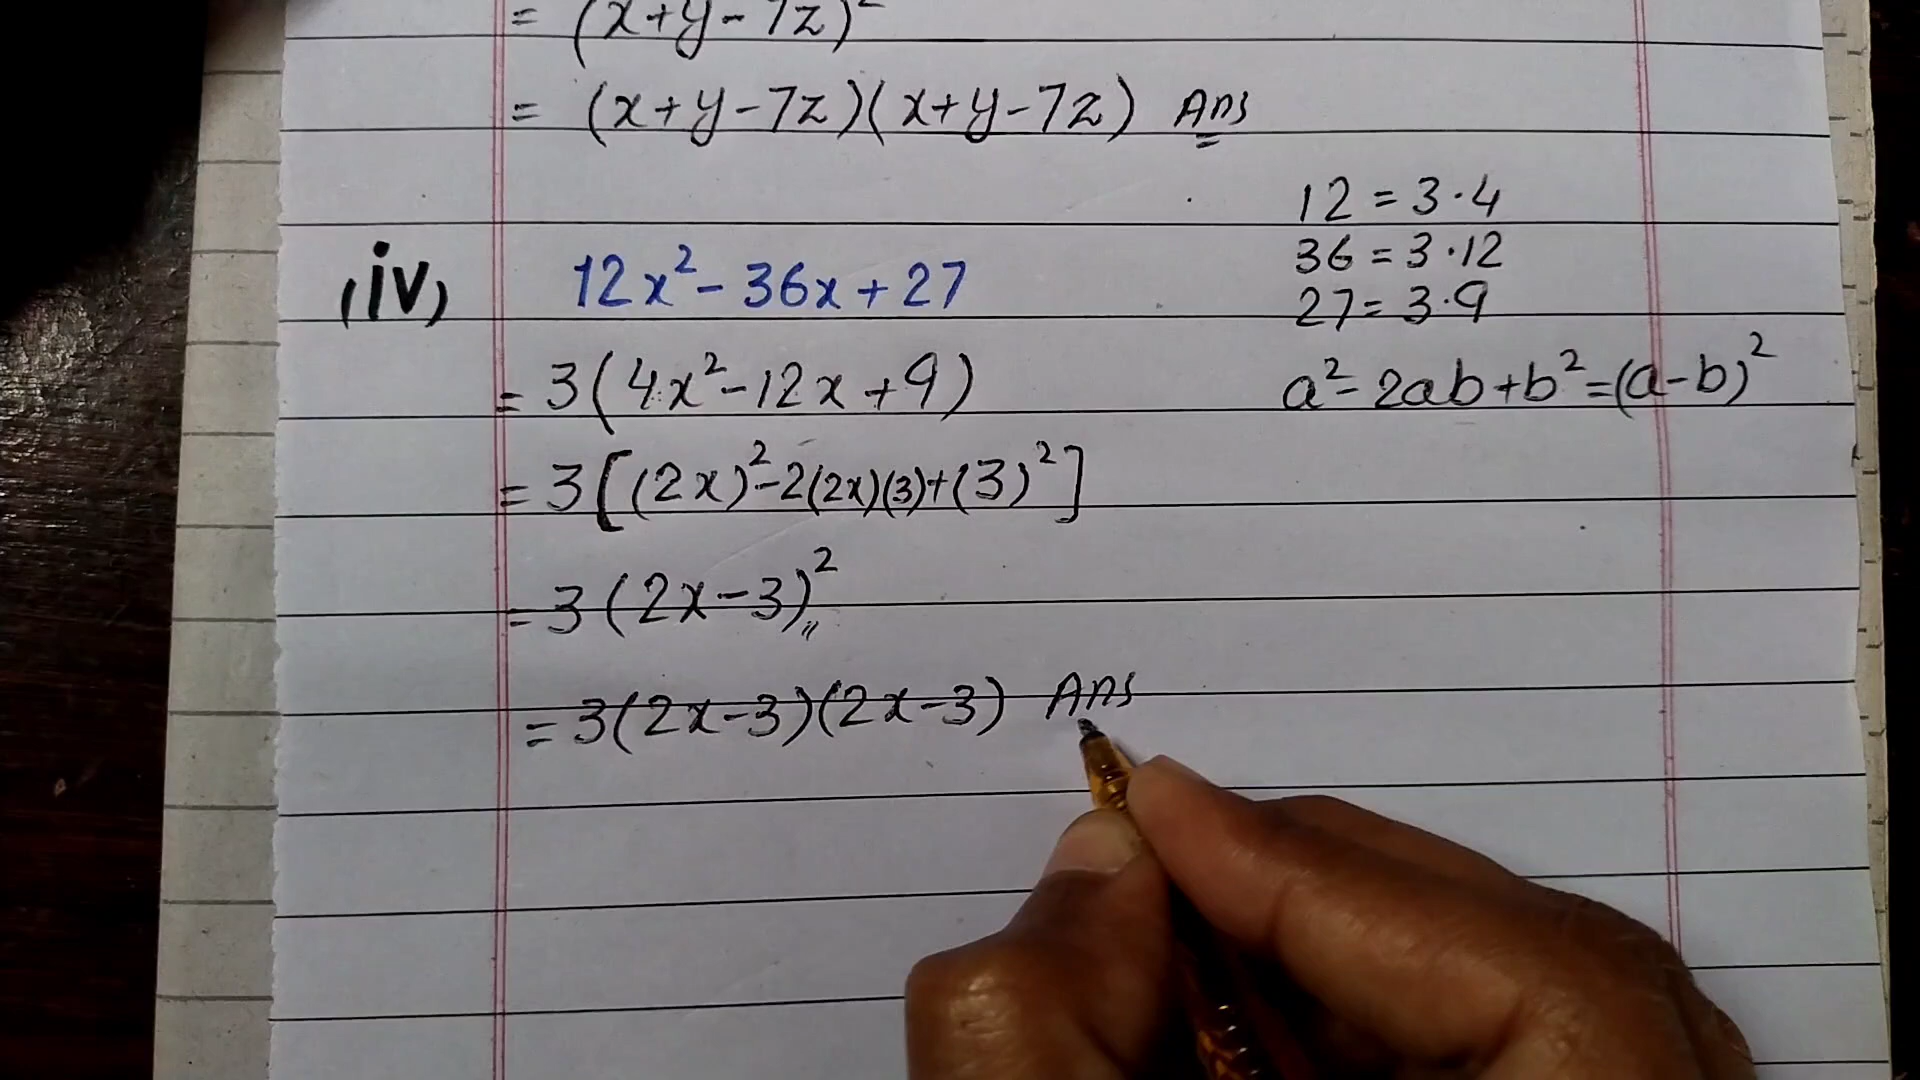 = (x+y-7z)²
= (x+y-7z)(x+y-7z) Ans
12 = 3·4
36 = 3·12
27 = 3·9
(iv) 12x² - 36x + 27
= 3(4x² - 12x + 9)
a² - 2ab + b² = (a-b)²
= 3[(2x)² - 2(2x)(3) + (3)²]
= 3(2x-3)²
= 3(2x-3)(2x-3) Ans